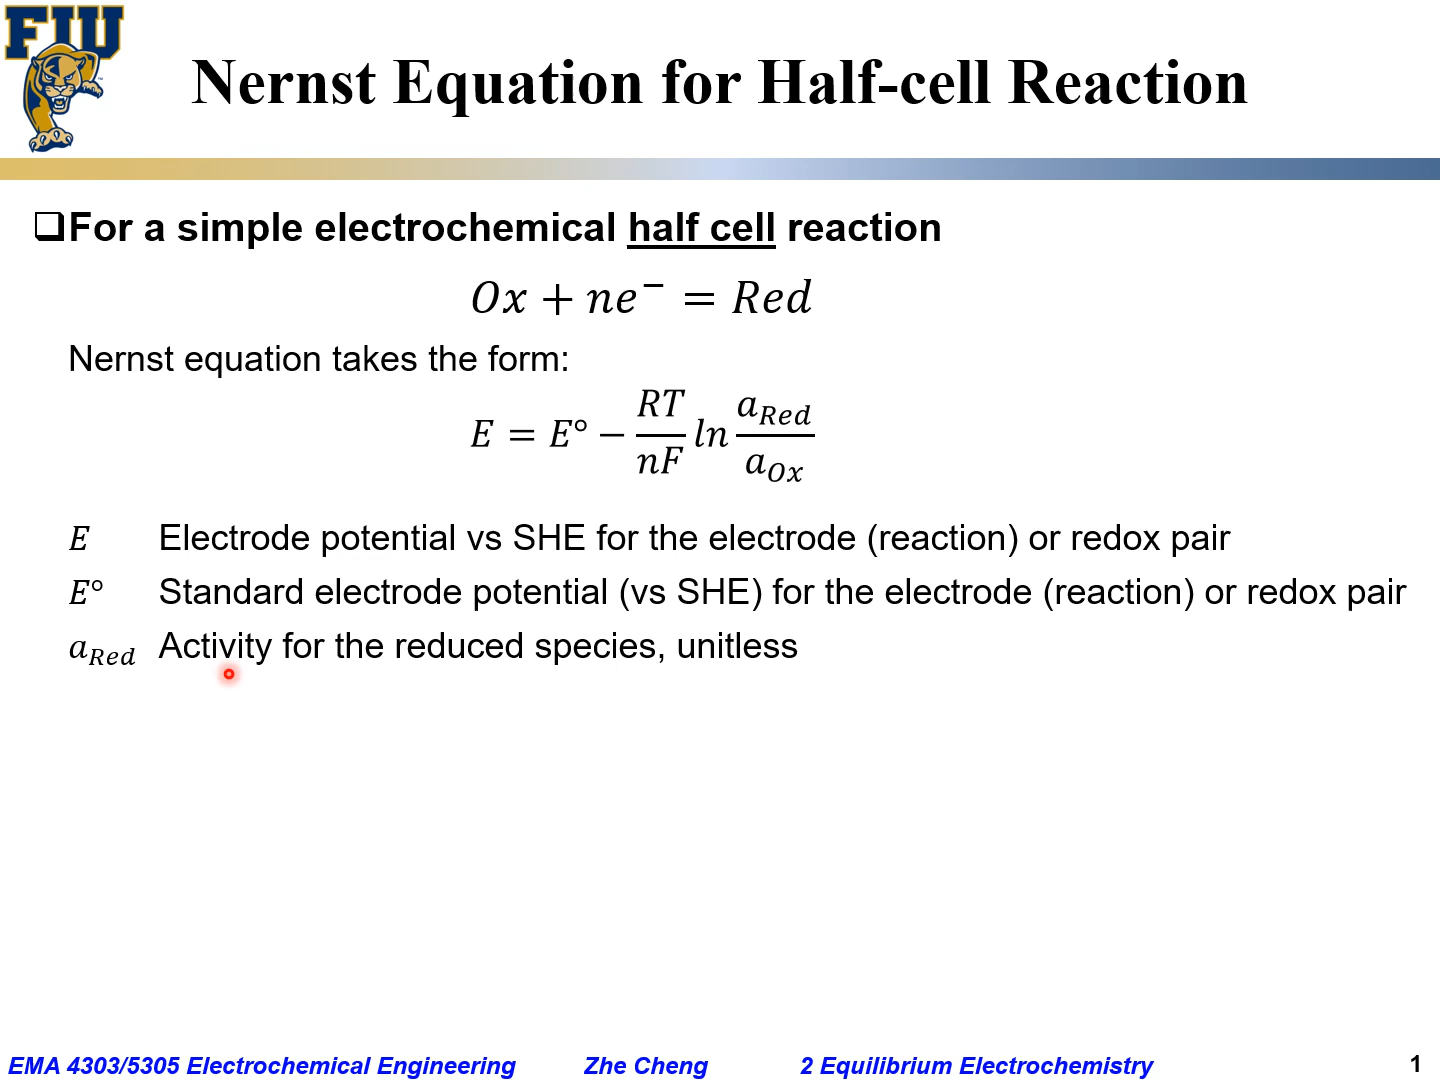 FIU
Nernst Equation for Half-cell Reaction
❑For a simple electrochemical half cell reaction
Ox + ne⁻ = Red
Nernst equation takes the form:
E = E° − RT/nF ln a_Red/a_Ox
E Electrode potential vs SHE for the electrode (reaction) or redox pair
E° Standard electrode potential (vs SHE) for the electrode (reaction) or redox pair
a_Red Activity for the reduced species, unitless
EMA 4303/5305 Electrochemical Engineering Zhe Cheng 2 Equilibrium Electrochemistry 1